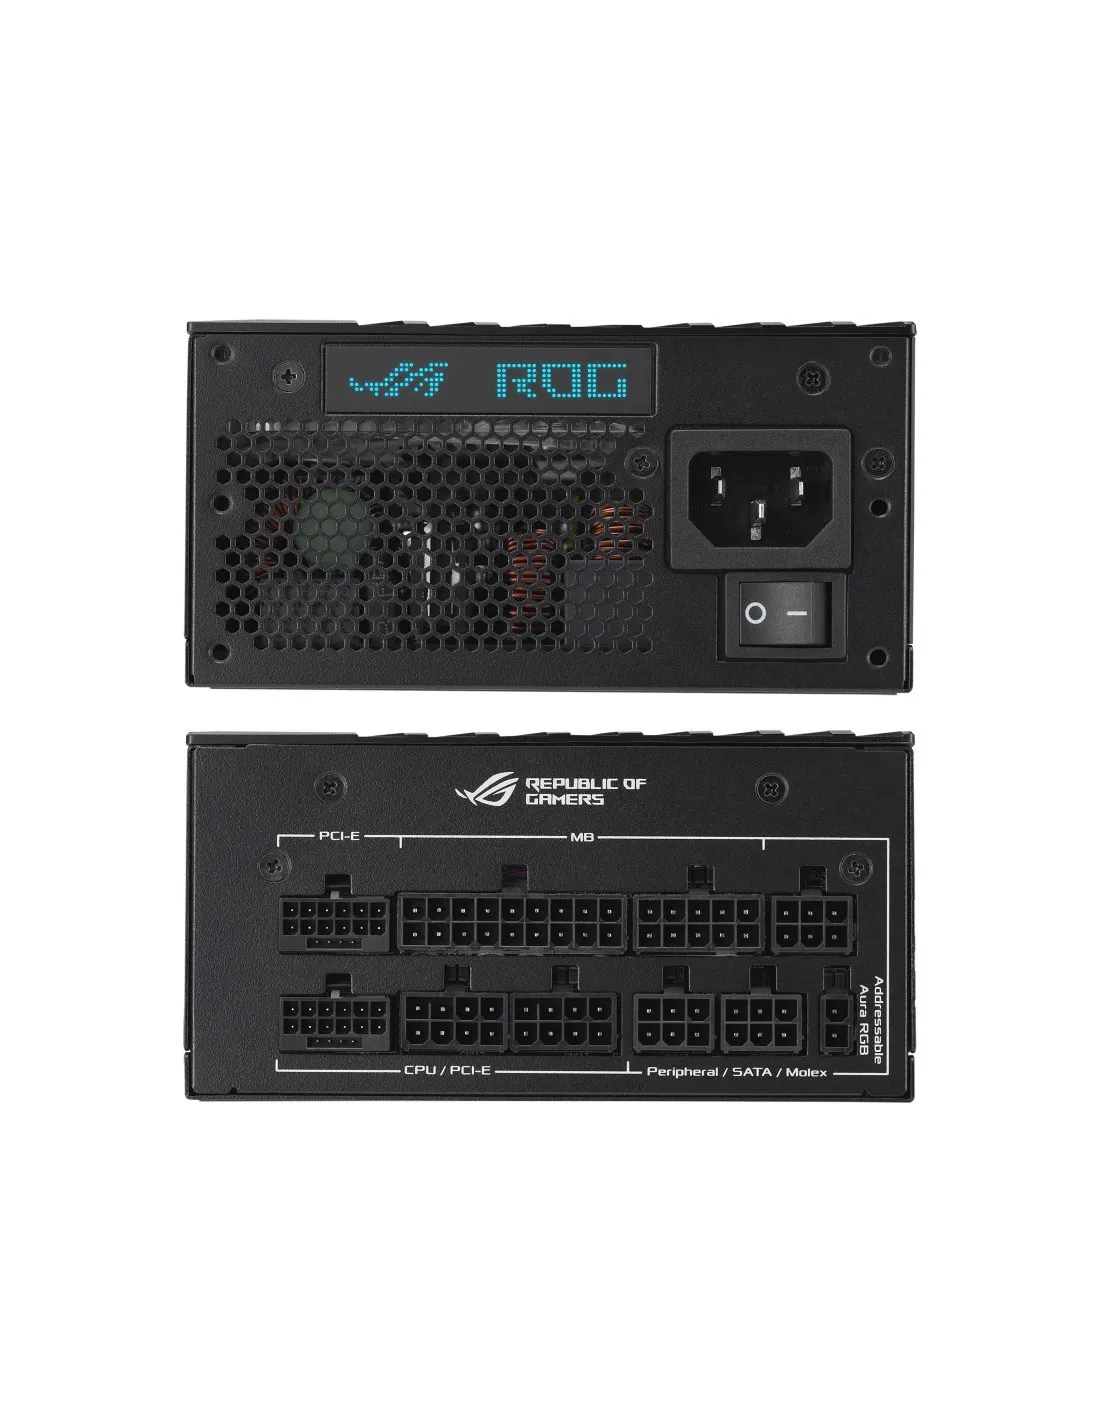 ROG
O
REPUBLIC OF
GAMERS
PCI-E
MB
Addressable
Aura RGB
CPU / PCI-E
Peripheral / SATA / Molex